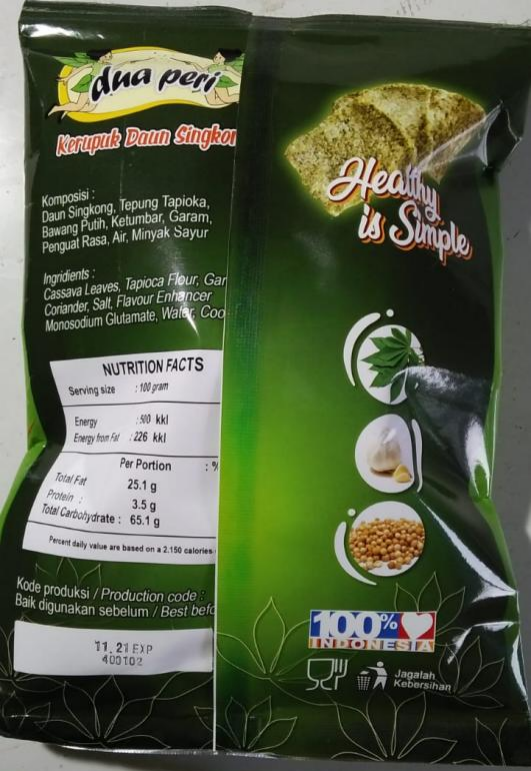 dua peri
Kerupuk Daun Singkon
Komposisi :
Daun Singkong, Tepung Tapioka,
Bawang Putih, Ketumbar, Garam,
Penguat Rasa, Air, Minyak Sayur
Ingridients :
Cassava Leaves, Tapioca Flour, Gar
Coriander, Salt, Flavour Enhancer
Monosodium Glutamate, Water, Coo
NUTRITION FACTS
Serving size : 100 gram
Energy : 500 kkl
Energy from Fat : 226 kkl
Per Portion : %
Total Fat 25.1 g
Protein : 3.5 g
Total Carbohydrate : 65.1 g
Percent daily value are based on a 2.150 calories
Kode produksi / Production code :
Baik digunakan sebelum / Best befo
11 21 EXP
400102
Healthy
is Simple
100%
INDONESIA
Jagalah
Kebersihan